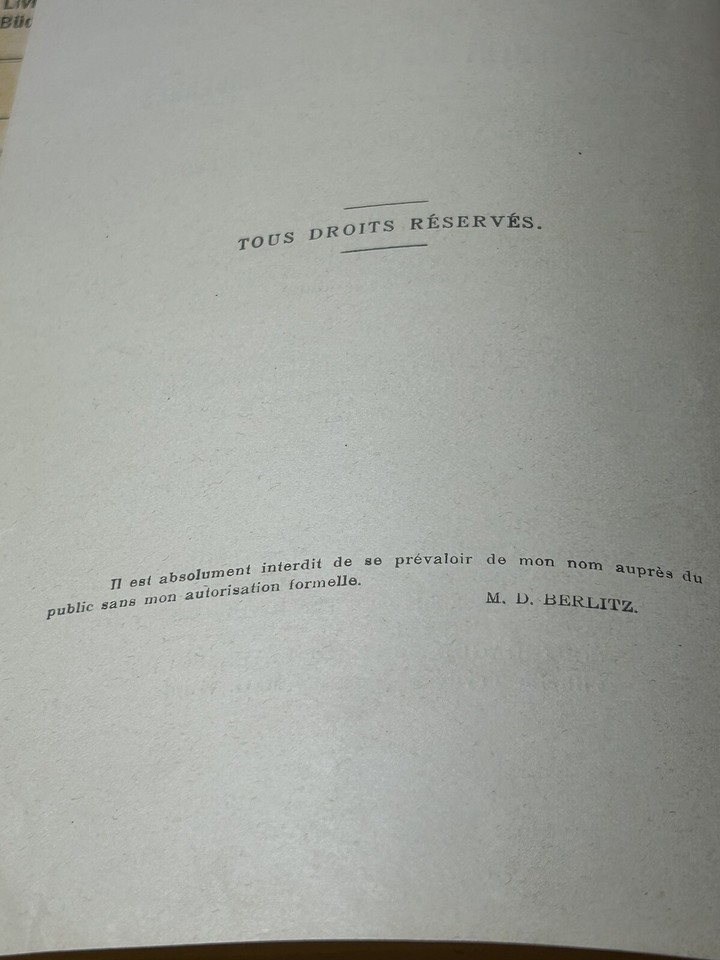 TOUS DROITS RÉSERVÉS.
Il est absolument interdit de se prévaloir de mon nom auprès du
public sans mon autorisation formelle.
M. D. BERLITZ.